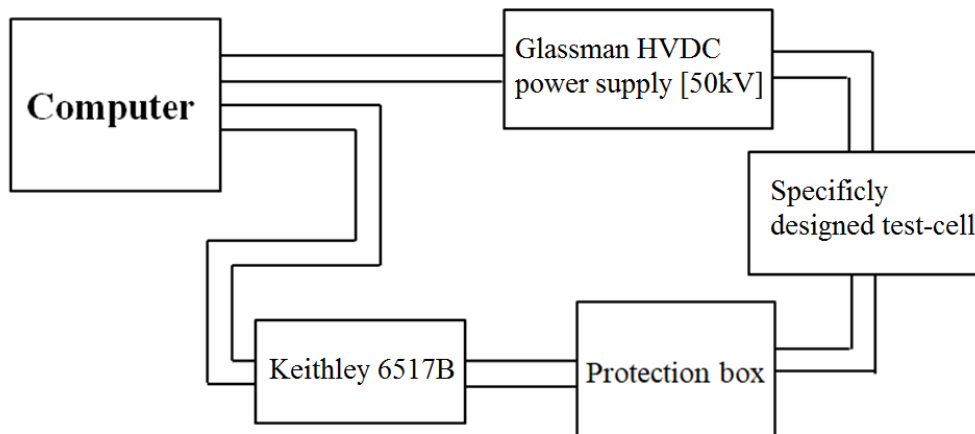 Computer
Glassman HVDC
power supply [50kV]
Specificly
designed test-cell
Keithley 6517B
Protection box